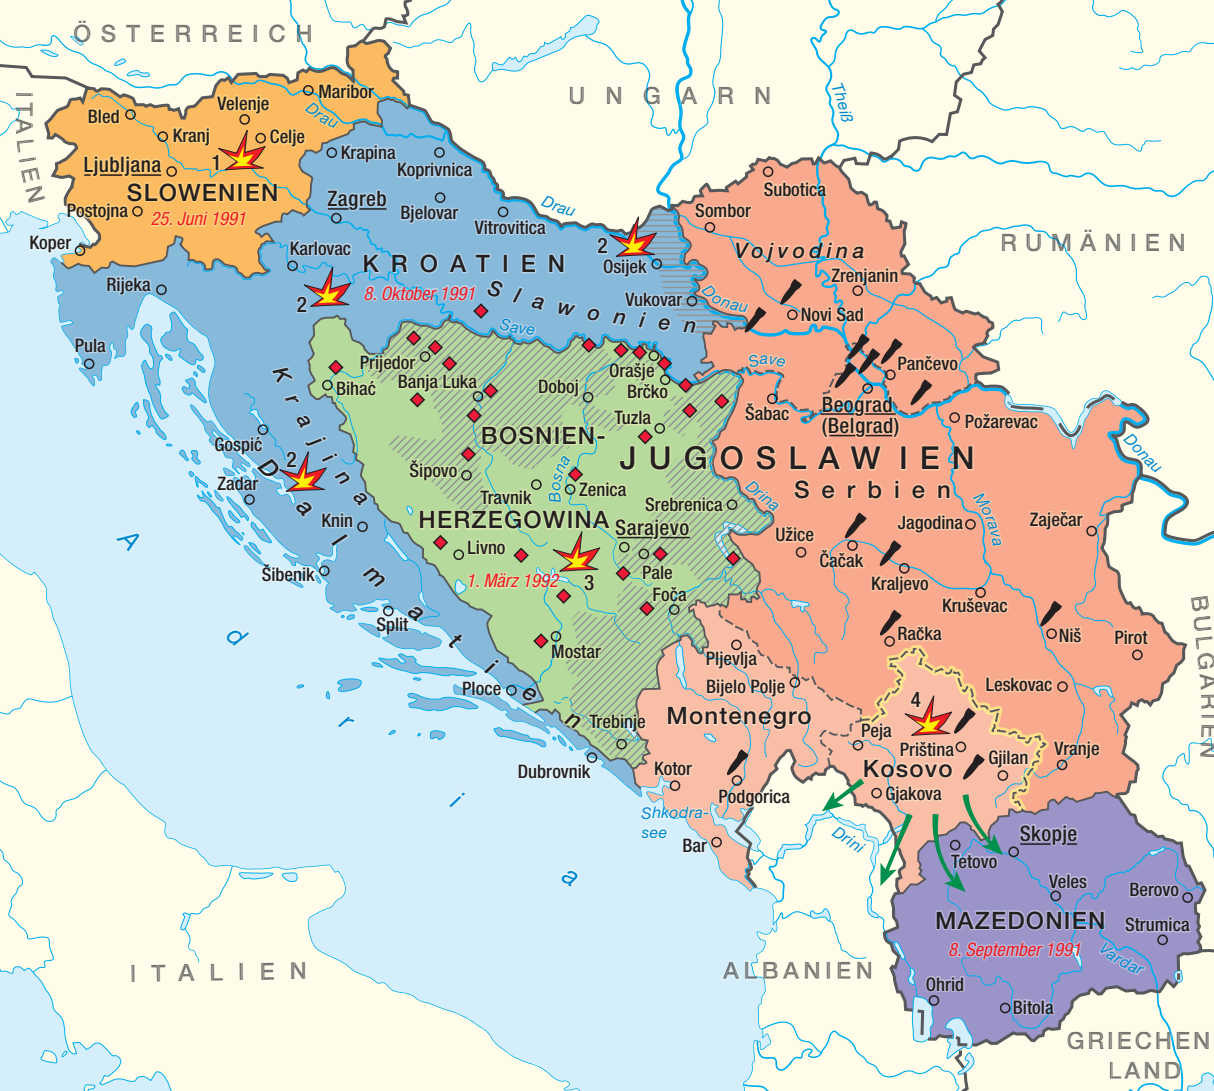 ÖSTERREICH
UNGARN
ITALIEN
RUMÄNIEN
BULGARIEN
Theiß
Maribor
Velenje
Bled
Drau
Kranj
Celje
Ljubljana
1
SLOWENIEN
25. Juni 1991
Postojna
Koper
Krapina
Koprivnica
Zagreb
Bjelovar
Vitrovitica
Drau
Subotica
Sombor
Vojvodina
Zrenjanin
Karlovac
KROATIEN
8. Oktober 1991
2
Osijek
Rijeka
2
Slawonien
Vukovar
Donau
Novi Sad
Save
Save
Pančevo
Pula
Prijedor
Orašje
Bihać
Banja Luka
Doboj
Brčko
Šabac
Beograd
(Belgrad)
Požarevac
Donau
Krajina
Tuzla
Gospić
BOSNIEN-
JUGOSLAWIEN
Serbien
2
Šipovo
Bosna
Zadar
Travnik
Zenica
Drina
Srebrenica
Morava
Dalmatien
Knin
HERZEGOWINA
Sarajevo
Jagodina
Zaječar
Užice
Čačak
Livno
Kraljevo
Šibenik
1. März 1992
3
Pale
Foča
Kruševac
Split
Račka
Niš
Pirot
Mostar
Pljevlja
Bijelo Polje
Leskovac
Ploce
4
Montenegro
Trebinje
Peja
Priština
Gjilan
Vranje
Dubrovnik
Kotor
Kosovo
Podgorica
Gjakova
Shkodra-
see
Bar
Drini
Skopje
Tetovo
Adria
Veles
Berovo
MAZEDONIEN
8. September 1991
Strumica
Vardar
ITALIEN
ALBANIEN
Ohrid
Bitola
GRIECHEN
LAND